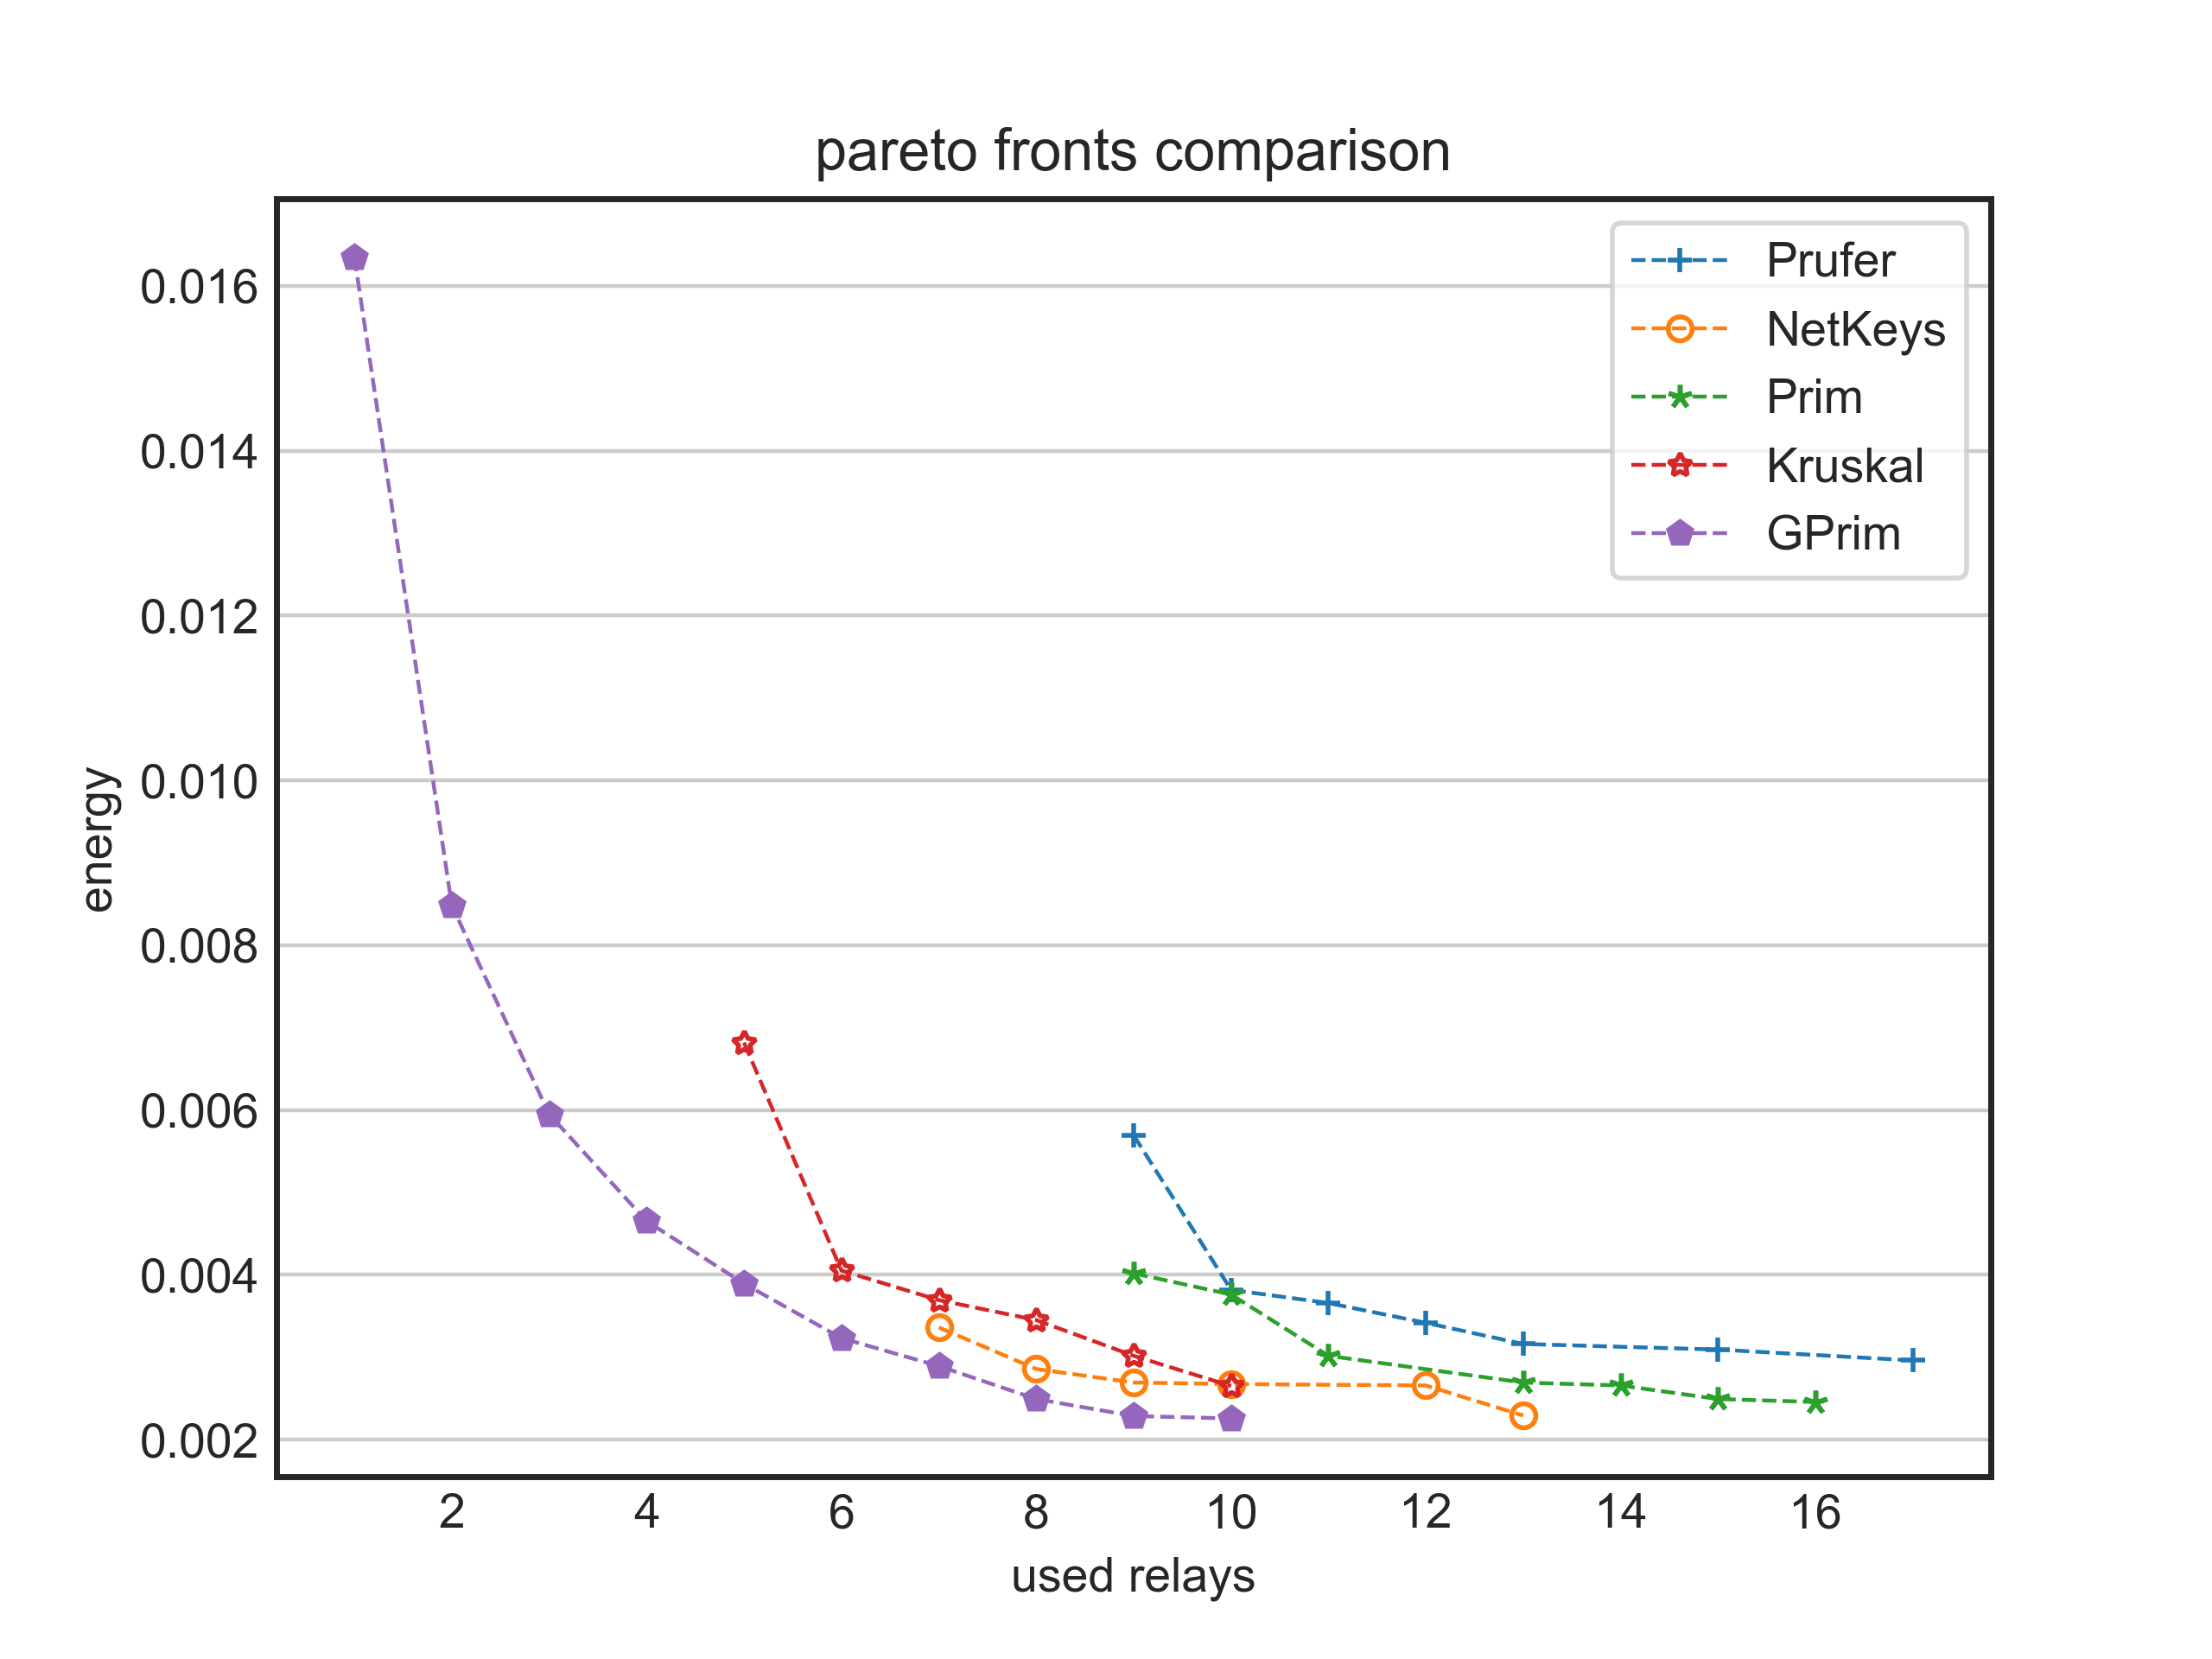 pareto fronts comparison
0.016
0.014
0.012
0.010
0.008
0.006
0.004
0.002
energy
2 4 6 8 10 12 14 16
used relays
Prufer
NetKeys
Prim
Kruskal
GPrim